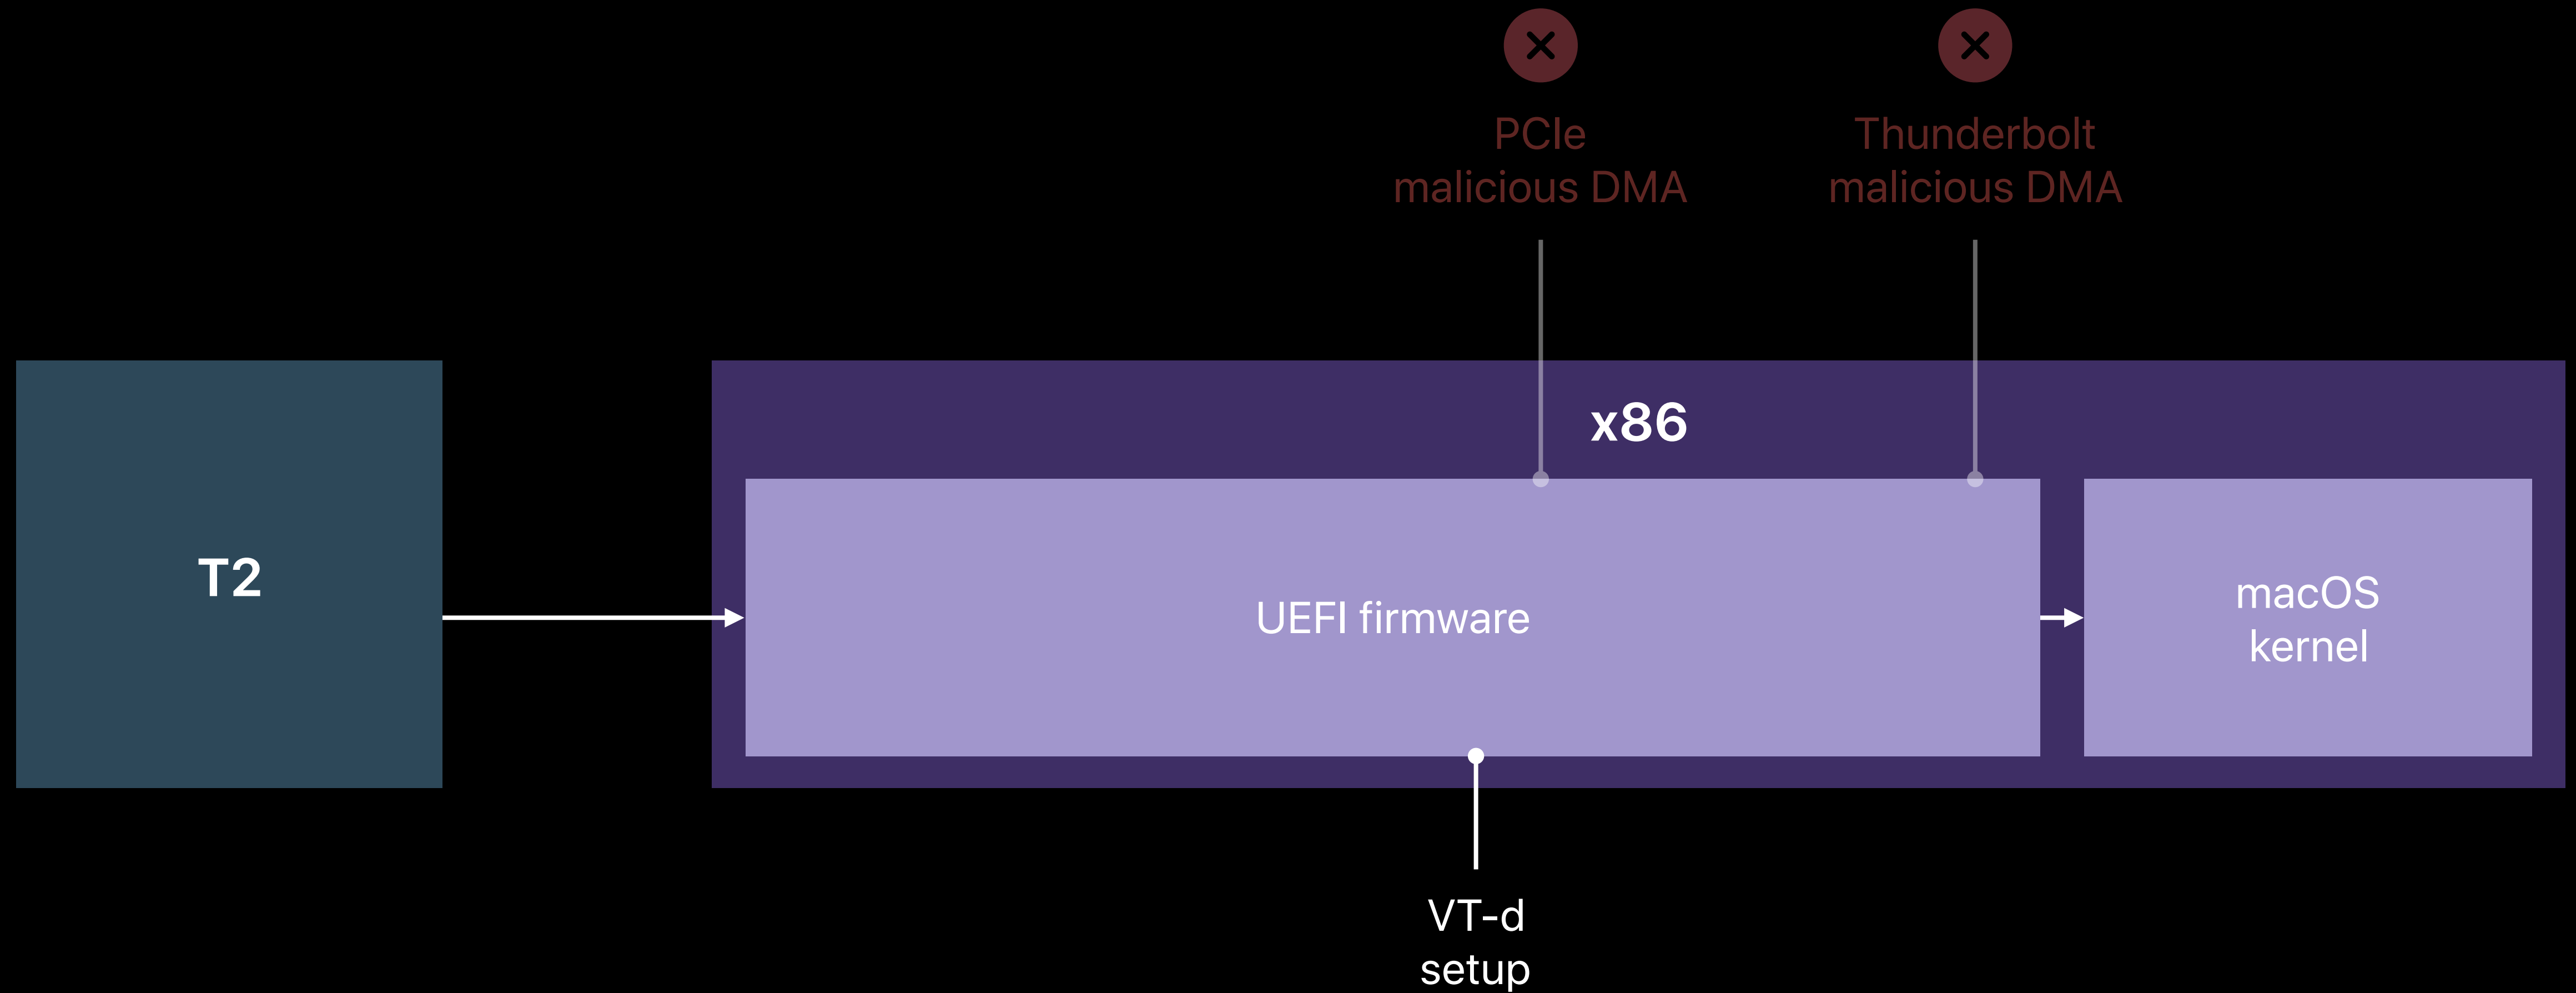 PCIe
malicious DMA
Thunderbolt
malicious DMA
x86
T2
UEFI firmware
macOS
kernel
VT-d
setup